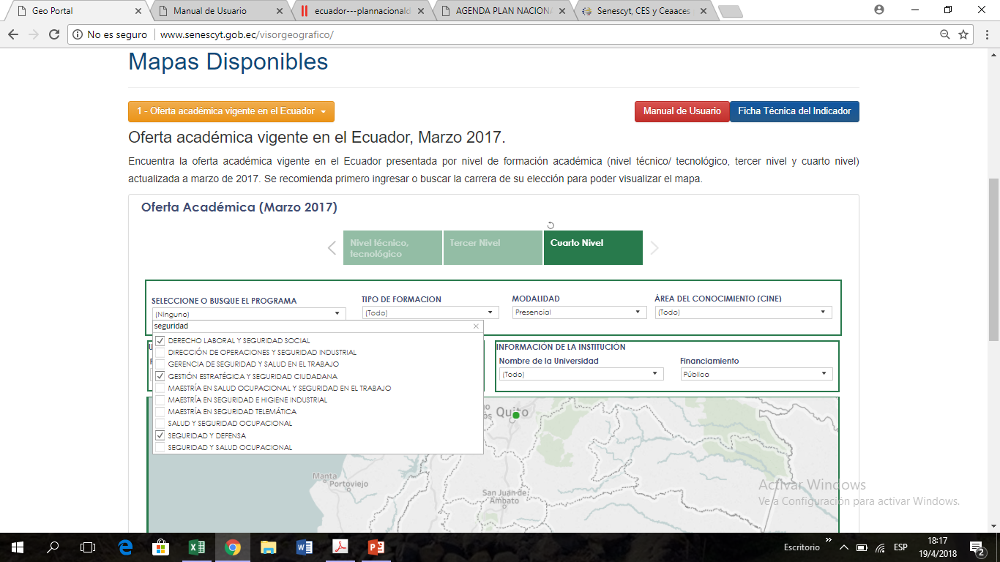 Geo Portal
Manual de Usuario
ecuador---plannacionald
AGENDA PLAN NACIONA
Senescyt, CES y Ceaaces
No es seguro
www.senescyt.gob.ec/visorgeografico/
Mapas Disponibles
1 - Oferta académica vigente en el Ecuador
Manual de Usuario
Ficha Técnica del Indicador
Oferta académica vigente en el Ecuador, Marzo 2017.
Encuentra la oferta académica vigente en el Ecuador presentada por nivel de formación académica (nivel técnico/ tecnológico, tercer nivel y cuarto nivel)
actualizada a marzo de 2017. Se recomienda primero ingresar o buscar la carrera de su elección para poder visualizar el mapa.
Oferta Académica (Marzo 2017)
Nivel técnico,
tecnológico
Tercer Nivel
Cuarto Nivel
SELECCIONE O BUSQUE EL PROGRAMA
(Ninguno)
TIPO DE FORMACION
(Todo)
MODALIDAD
Presencial
ÁREA DEL CONOCIMIENTO (CINE)
(Todo)
seguridad
DERECHO LABORAL Y SEGURIDAD SOCIAL
DIRECCIÓN DE OPERACIONES Y SEGURIDAD INDUSTRIAL
GERENCIA DE SEGURIDAD Y SALUD EN EL TRABAJO
GESTIÓN ESTRATÉGICA Y SEGURIDAD CIUDADANA
MAESTRÍA EN SALUD OCUPACIONAL Y SEGURIDAD EN EL TRABAJO
MAESTRÍA EN SEGURIDAD E HIGIENE INDUSTRIAL
MAESTRÍA EN SEGURIDAD TELEMÁTICA
SALUD Y SEGURIDAD OCUPACIONAL
SEGURIDAD Y DEFENSA
SEGURIDAD Y SALUD OCUPACIONAL
INFORMACIÓN DE LA INSTITUCIÓN
Nombre de la Universidad
(Todo)
Financiamiento
Pública
Quito
Manta
Portoviejo
San Juan de
Ambato
Activar Windows
Ve a Configuración para activar Windows.
Escritorio
ESP
18:17
19/4/2018
2